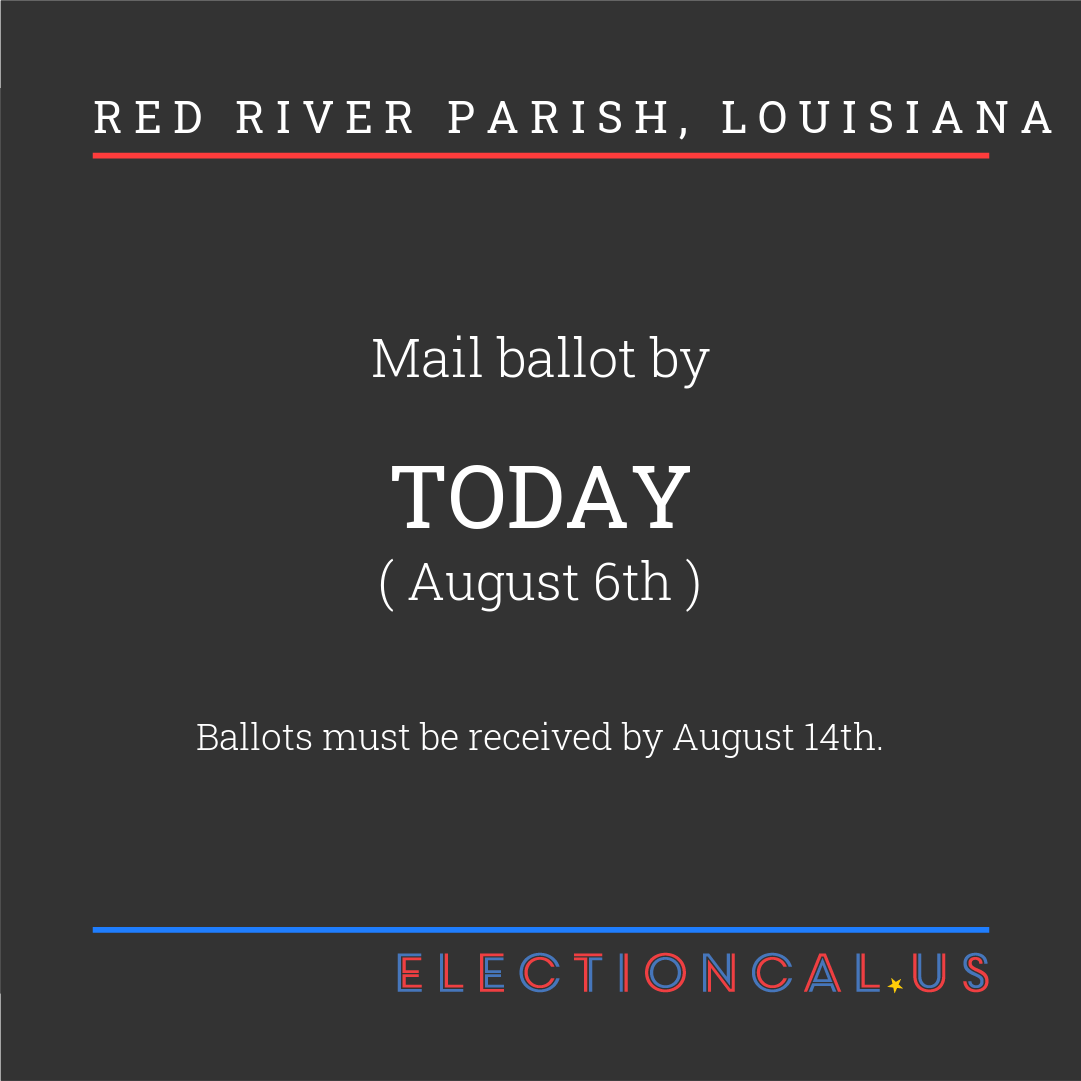 RED RIVER PARISH, LOUISIANA
Mail ballot by
TODAY
( August 6th )
Ballots must be received by August 14th.
ELECTIONCAL.US